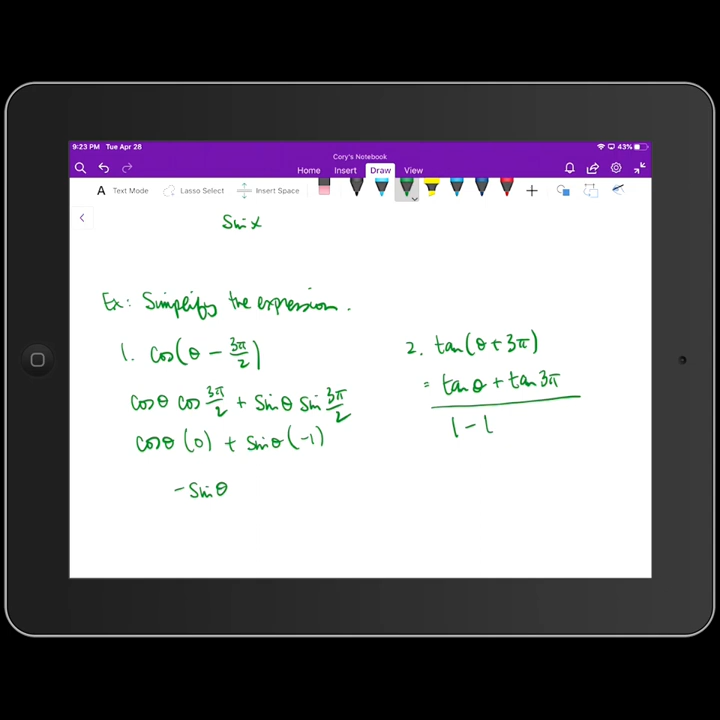 9:23 PM Tue Apr 28
43%
Cory's Notebook
Home Insert Draw View
A Text Mode Lasso Select Insert Space
Sin x
Ex: Simplify the expression.
1. cos(θ - 3π/2)
cosθ cos 3π/2 + Sinθ Sin 3π/2
cosθ (0) + Sinθ (-1)
-Sinθ
2. tan(θ + 3π)
= tanθ + tan3π
1 - (